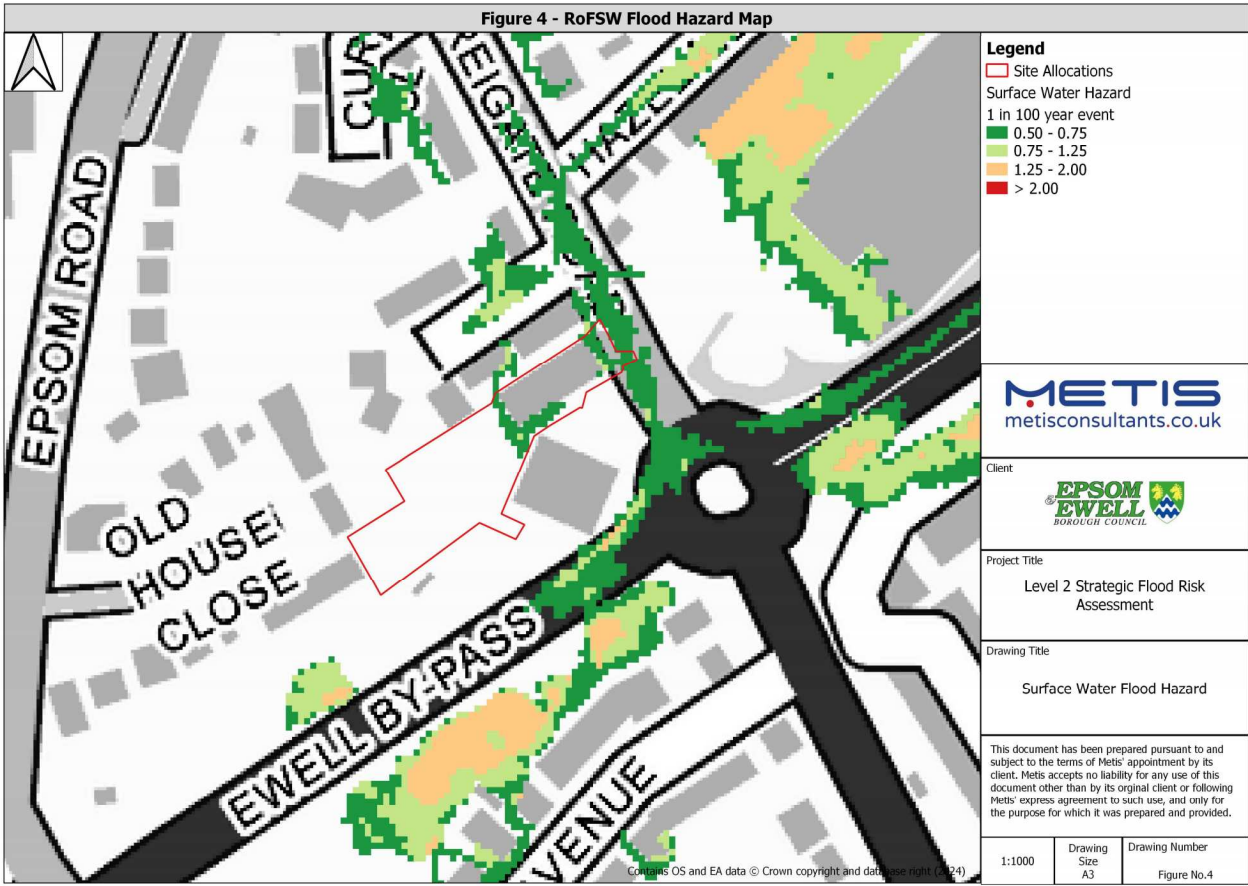 Figure 4 - RoFSW Flood Hazard Map
EPSOM ROAD
OLD
HOUSE
CLOSE
EWELL BY-PASS
Contains OS and EA data © Crown copyright and database right (2024)
Legend
Site Allocations
Surface Water Hazard
1 in 100 year event
0.50 - 0.75
0.75 - 1.25
1.25 - 2.00
> 2.00
METIS
metisconsultants.co.uk
Client
EPSOM
& EWELL
BOROUGH COUNCIL
Project Title
Level 2 Strategic Flood Risk
Assessment
Drawing Title
Surface Water Flood Hazard
This document has been prepared pursuant to and
subject to the terms of Metis' appointment by its
client. Metis accepts no liability for any use of this
document other than by its orginal client or following
Metis' express agreement to such use, and only for
the purpose for which it was prepared and provided.
1:1000
Drawing
Size
A3
Drawing Number
Figure No.4